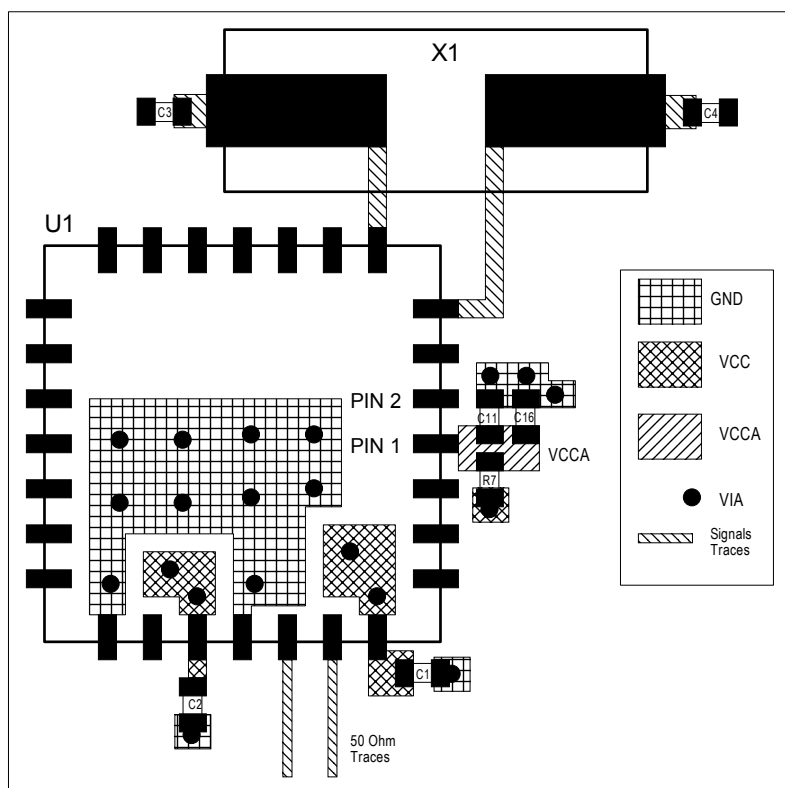 X1
C3
C4
U1
GND
VCC
PIN 2
C11
C16
PIN 1
VCCA
VCCA
R7
VIA
Signals
Traces
C1
C2
50 Ohm
Traces